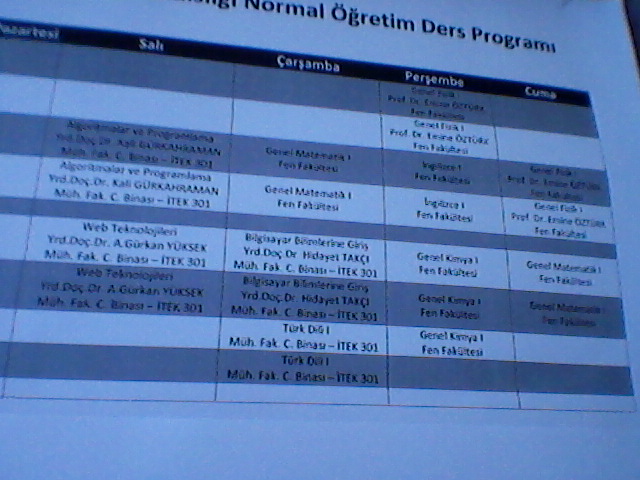 Normal Öğretim Ders Programı
Pazartesi Salı Çarşamba Perşembe Cuma
Genel Fizik I
Prof. Dr. Emine ÖZTÜRK
Fen Fakültesi
Genel Fizik I
Prof. Dr. Emine ÖZTÜRK
Fen Fakültesi
Algoritmalar ve Programlama
Yrd.Doç.Dr. Kali GÜRKAHRAMAN
Müh. Fak. C. Binası – İTEK 301
Genel Matematik I
Fen Fakültesi
İngilizce I
Fen Fakültesi
Genel Fizik I
Prof. Dr. Emine ÖZTÜRK
Fen Fakültesi
Algoritmalar ve Programlama
Yrd.Doç.Dr. Kali GÜRKAHRAMAN
Müh. Fak. C. Binası – İTEK 301
Genel Matematik I
Fen Fakültesi
İngilizce I
Fen Fakültesi
Genel Fizik I
Prof. Dr. Emine ÖZTÜRK
Fen Fakültesi
Web Teknolojileri
Yrd.Doç.Dr. A.Gürkan YÜKSEK
Müh. Fak. C. Binası – İTEK 301
Bilgisayar Bilimlerine Giriş
Yrd.Doç.Dr Hidayet TAKÇI
Müh. Fak. C. Binası – İTEK 301
Genel Kimya I
Fen Fakültesi
Genel Matematik I
Fen Fakültesi
Web Teknolojileri
Yrd.Doç.Dr. A.Gürkan YÜKSEK
Müh. Fak. C. Binası – İTEK 301
Bilgisayar Bilimlerine Giriş
Yrd.Doç.Dr Hidayet TAKÇI
Müh. Fak. C. Binası – İTEK 301
Genel Kimya I
Fen Fakültesi
Genel Matematik I
Fen Fakültesi
Türk Dili I
Müh. Fak. C. Binası – İTEK 301
Genel Kimya I
Fen Fakültesi
Türk Dili I
Müh. Fak. C. Binası – İTEK 301